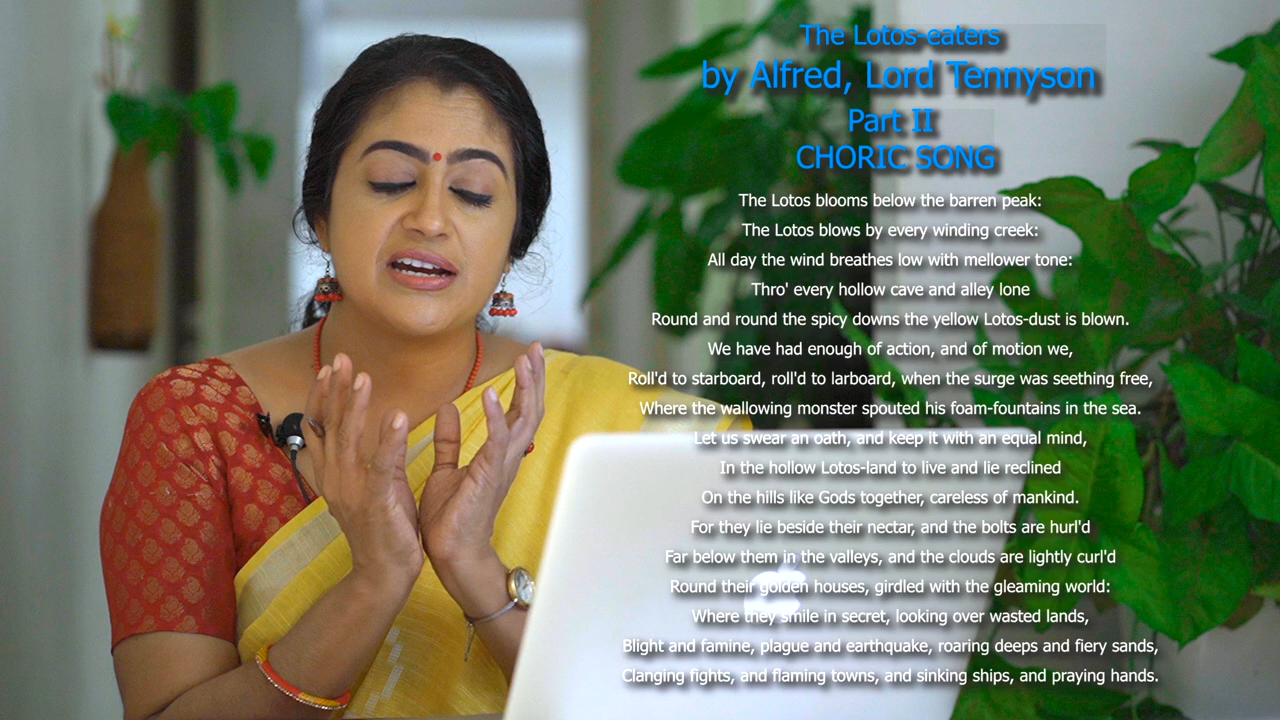 The Lotos-eaters
by Alfred, Lord Tennyson
Part II
CHORIC SONG
The Lotos blooms below the barren peak:
The Lotos blows by every winding creek:
All day the wind breathes low with mellower tone:
Thro' every hollow cave and alley lone
Round and round the spicy downs the yellow Lotos-dust is blown.
We have had enough of action, and of motion we,
Roll'd to starboard, roll'd to larboard, when the surge was seething free,
Where the wallowing monster spouted his foam-fountains in the sea.
Let us swear an oath, and keep it with an equal mind,
In the hollow Lotos-land to live and lie reclined
On the hills like Gods together, careless of mankind.
For they lie beside their nectar, and the bolts are hurl'd
Far below them in the valleys, and the clouds are lightly curl'd
Round their golden houses, girdled with the gleaming world:
Where they smile in secret, looking over wasted lands,
Blight and famine, plague and earthquake, roaring deeps and fiery sands,
Clanging fights, and flaming towns, and sinking ships, and praying hands.